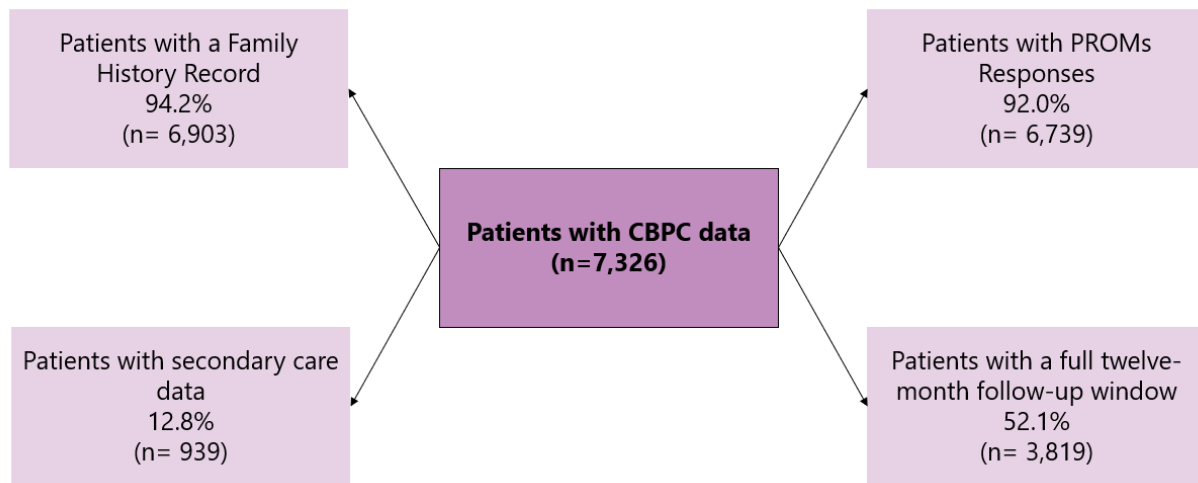 Patients with a Family
History Record
94.2%
(n= 6,903)
Patients with PROMs
Responses
92.0%
(n= 6,739)
Patients with CBPC data
(n=7,326)
Patients with secondary care
data
12.8%
(n= 939)
Patients with a full twelve-
month follow-up window
52.1%
(n= 3,819)